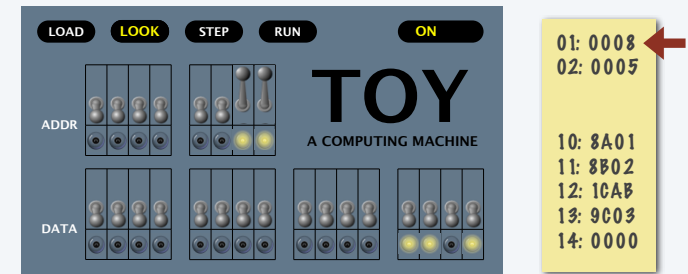 LOAD LOOK STEP RUN ON
ADDR
TOY
A COMPUTING MACHINE
DATA
01: 0008
02: 0005
10: 8A01
11: 8B02
12: 1CAB
13: 9C03
14: 0000